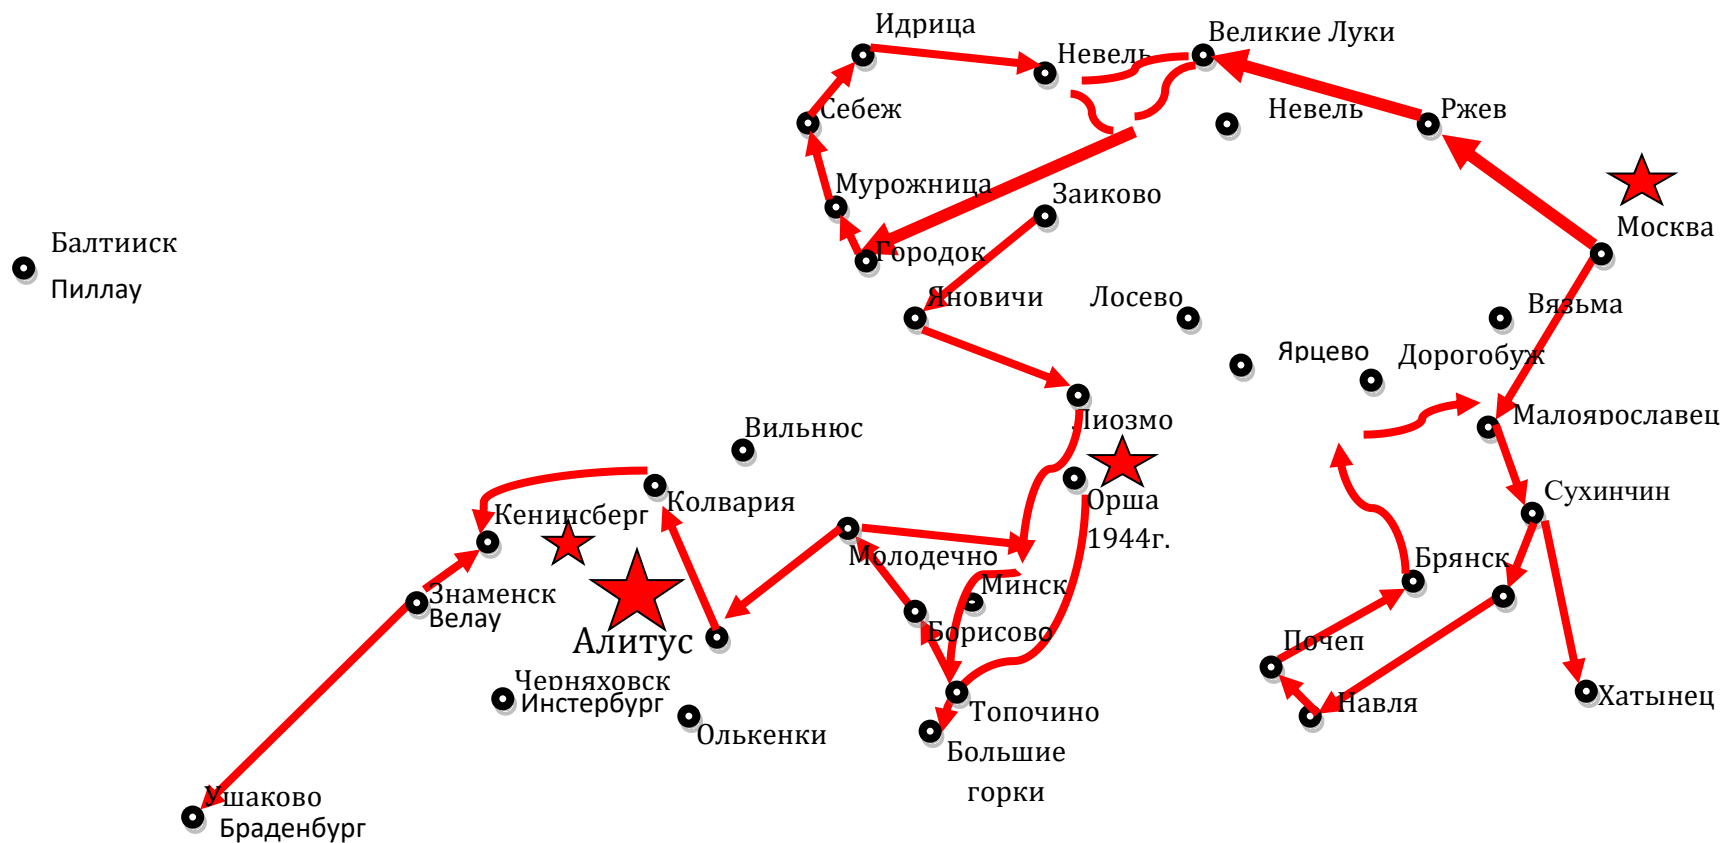 Идрица
Великие Луки
Невель
Себеж
Невель
Ржев
Мурожница
Заиково
Москва
Балтииск
Пиллау
Городок
Яновичи
Лосево
Вязьма
Ярцево
Дорогобуж
Лиозмо
Малоярославец
Вильнюс
Колвария
Орша
1944г.
Сухинчин
Кенинсберг
Молодечно
Брянск
Минск
Знаменск
Велау
Борисово
Алитус
Почеп
Черняховск
Инстербург
Олькенки
Топочино
Навля
Хатынец
Большие
горки
Ушаково
Браденбург